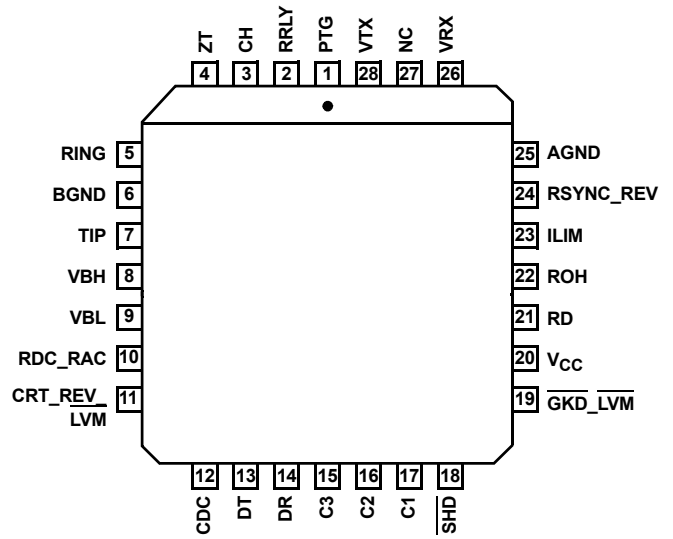 ZT CH RRLY PTG VTX NC VRX
4 3 2 1 28 27 26
RING 5
BGND 6
TIP 7
VBH 8
VBL 9
RDC_RAC 10
CRT_REV_ 11
LVM
25 AGND
24 RSYNC_REV
23 ILIM
22 ROH
21 RD
20 VCC
19 GKD_LVM
12 13 14 15 16 17 18
CDC DT DR C3 C2 C1 SHD